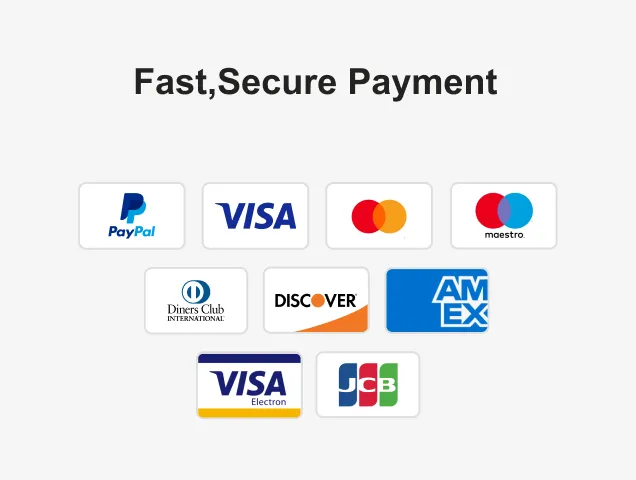 Fast,Secure Payment
PayPal
VISA
maestro.
Diners Club
INTERNATIONAL
DISCOVER
AM
EX
VISA
Electron
JCB